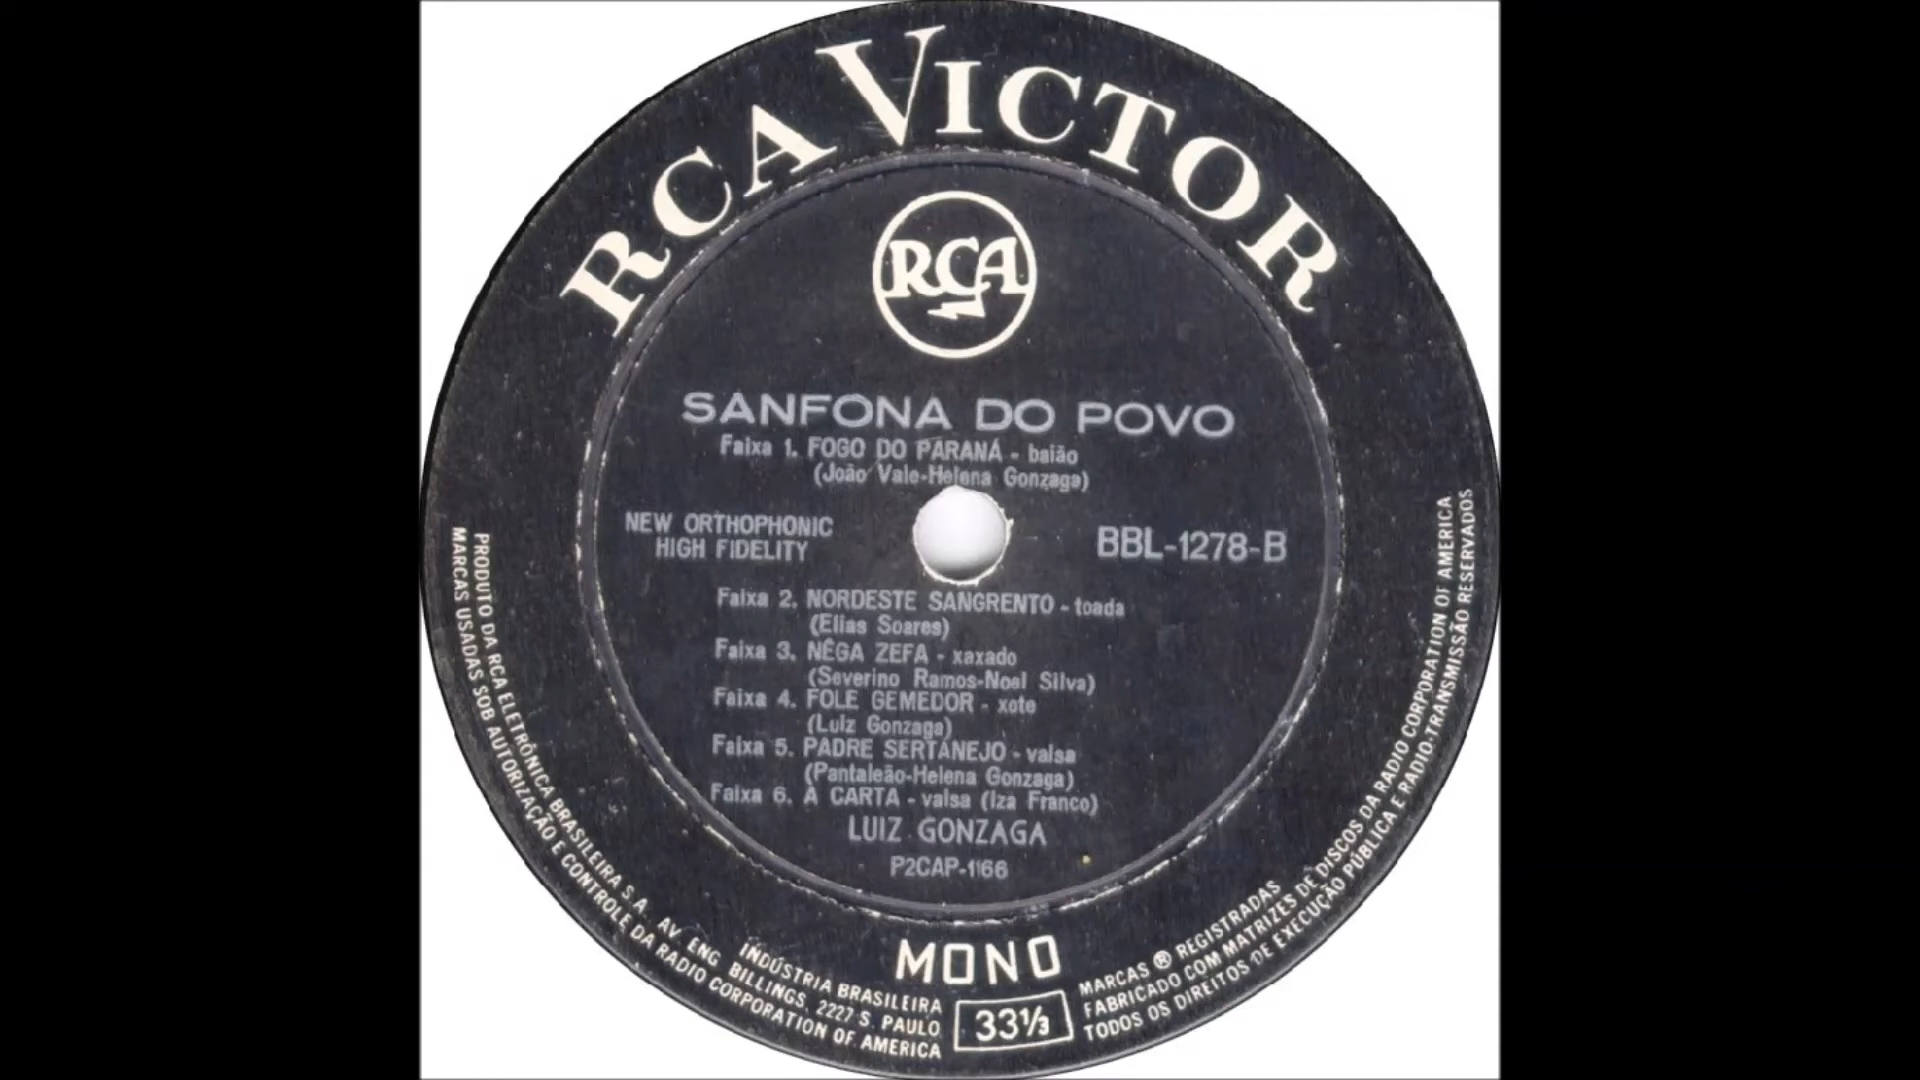 RCA VICTOR
RCA
SANFONA DO POVO
Faixa 1. FOGO DO PARANÁ - baião
(João Vale-Helena Gonzaga)
NEW ORTHOPHONIC
HIGH FIDELITY
BBL-1278-B
Faixa 2. NORDESTE SANGRENTO - toada
(Elias Soares)
Faixa 3. NÊGA ZEFA - xaxado
(Severino Ramos-Noel Silva)
Faixa 4. FOLE GEMEDOR - xote
(Luiz Gonzaga)
Faixa 5. PADRE SERTANEJO - valsa
(Pantaleão-Helena Gonzaga)
Faixa 6. A CARTA - valsa (Iza Franco)
LUIZ GONZAGA
P2CAP-1166
MONO
33⅓
PRODUTO DA RCA ELETRÔNICA BRASILEIRA S.A. AV. ENG. BILLINGS, 2227 S. PAULO
MARCAS USADAS SOB AUTORIZAÇÃO E CONTROLE DA RADIO CORPORATION OF AMERICA
INDÚSTRIA BRASILEIRA
MARCAS ® REGISTRADAS
FABRICADO COM MATRIZES DE DISCOS DA RADIO CORPORATION OF AMERICA
TODOS OS DIREITOS DE EXECUÇÃO PÚBLICA E RADIO-TRANSMISSÃO RESERVADOS